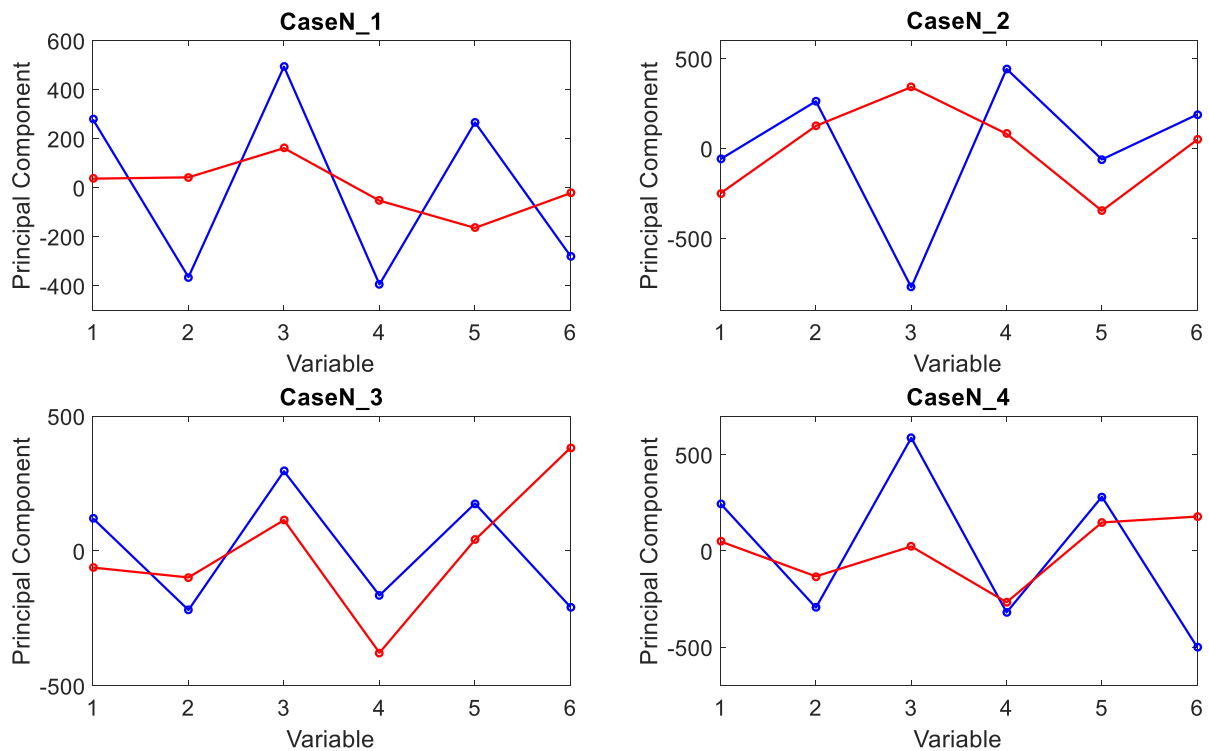 CaseN_1
600
400
200
0
-200
-400
Principal Component
1 2 3 4 5 6
Variable
CaseN_2
500
0
-500
Principal Component
1 2 3 4 5 6
Variable
CaseN_3
500
0
-500
Principal Component
1 2 3 4 5 6
Variable
CaseN_4
500
0
-500
Principal Component
1 2 3 4 5 6
Variable